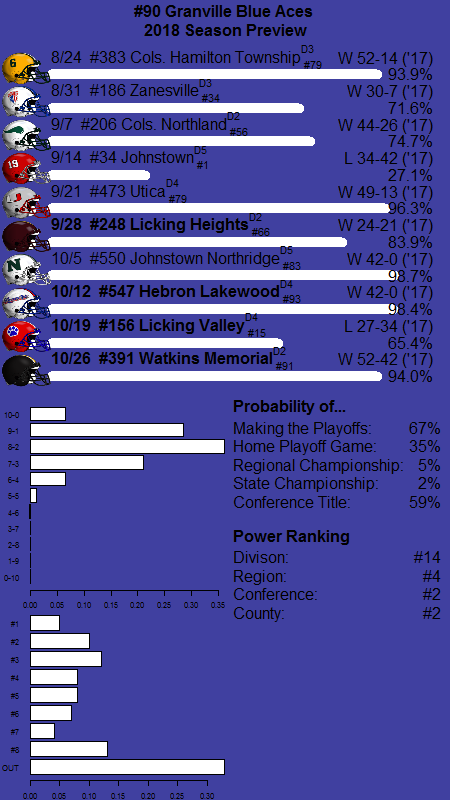 #90 Granville Blue Aces
2018 Season Preview
8/24 #383 Cols. Hamilton Township D3 #79 W 52-14 ('17)
93.9%
8/31 #186 Zanesville D3 #34 W 30-7 ('17)
71.6%
9/7 #206 Cols. Northland D2 #56 W 44-26 ('17)
74.7%
9/14 #34 Johnstown D5 #1 L 34-42 ('17)
27.1%
9/21 #473 Utica D4 #79 W 49-13 ('17)
96.3%
9/28 #248 Licking Heights D2 #66 W 24-21 ('17)
83.9%
10/5 #550 Johnstown Northridge D5 #83 W 42-0 ('17)
98.7%
10/12 #547 Hebron Lakewood D4 #93 W 42-0 ('17)
98.4%
10/19 #156 Licking Valley D4 #15 L 27-34 ('17)
65.4%
10/26 #391 Watkins Memorial D2 #91 W 52-42 ('17)
94.0%
10-0
9-1
8-2
7-3
6-4
5-5
4-6
3-7
2-8
1-9
0-10
0.00 0.05 0.10 0.15 0.20 0.25 0.30 0.35
Probability of...
Making the Playoffs: 67%
Home Playoff Game: 35%
Regional Championship: 5%
State Championship: 2%
Conference Title: 59%
Power Ranking
Divison: #14
Region: #4
Conference: #2
County: #2
#1
#2
#3
#4
#5
#6
#7
#8
OUT
0.00 0.05 0.10 0.15 0.20 0.25 0.30